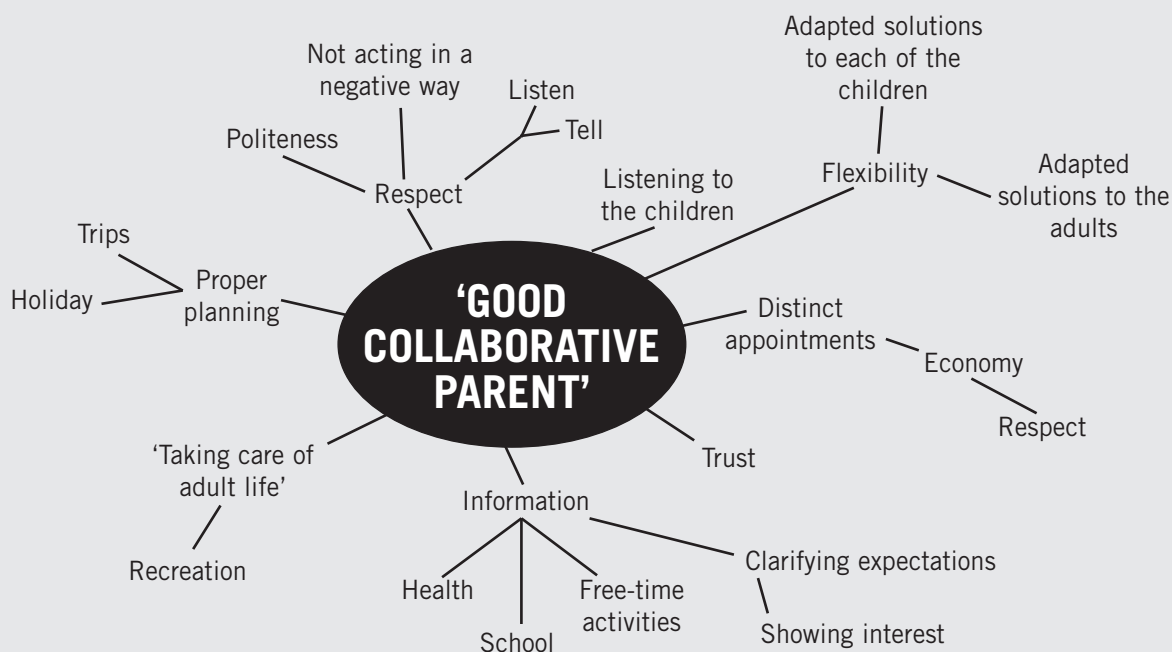 Adapted solutions
to each of the
children
Not acting in a
negative way
Listen
Tell
Politeness
Respect
Listening to
the children
Flexibility
Adapted
solutions to the
adults
Trips
Holiday
Proper
planning
‘GOOD
COLLABORATIVE
PARENT’
Distinct
appointments
Economy
Respect
Trust
‘Taking care of
adult life’
Recreation
Information
Health
School
Free-time
activities
Clarifying expectations
Showing interest